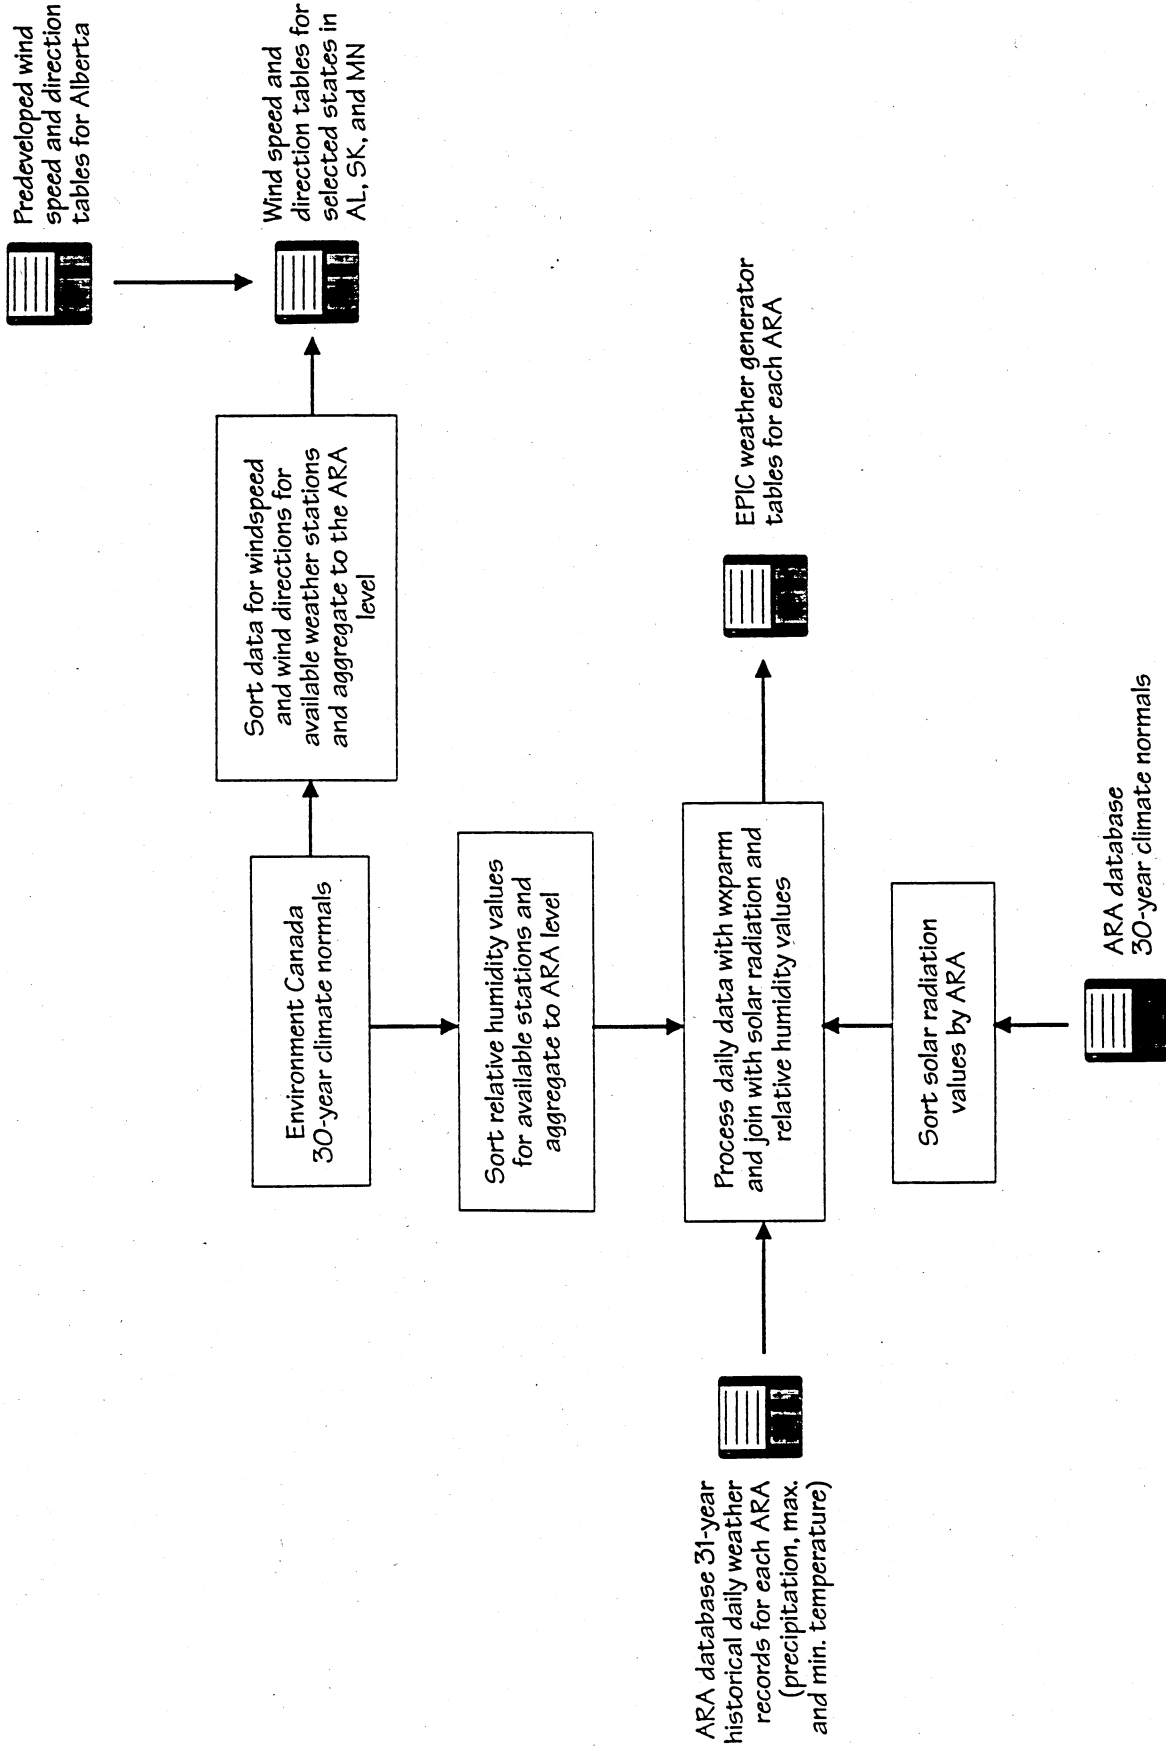 Predeveloped wind
speed and direction
tables for Alberta
Wind speed and
direction tables for
selected states in
AL, SK, and MN
Sort data for windspeed
and wind directions for
available weather stations
and aggregate to the ARA
level
Environment Canada
30-year climate normals
Sort relative humidity values
for available stations and
aggregate to ARA level
EPIC weather generator
tables for each ARA
Process daily data with wxparm
and join with solar radiation and
relative humidity values
ARA database 31-year
historical daily weather
records for each ARA
(precipitation, max.
and min. temperature)
Sort solar radiation
values by ARA
ARA database
30-year climate normals